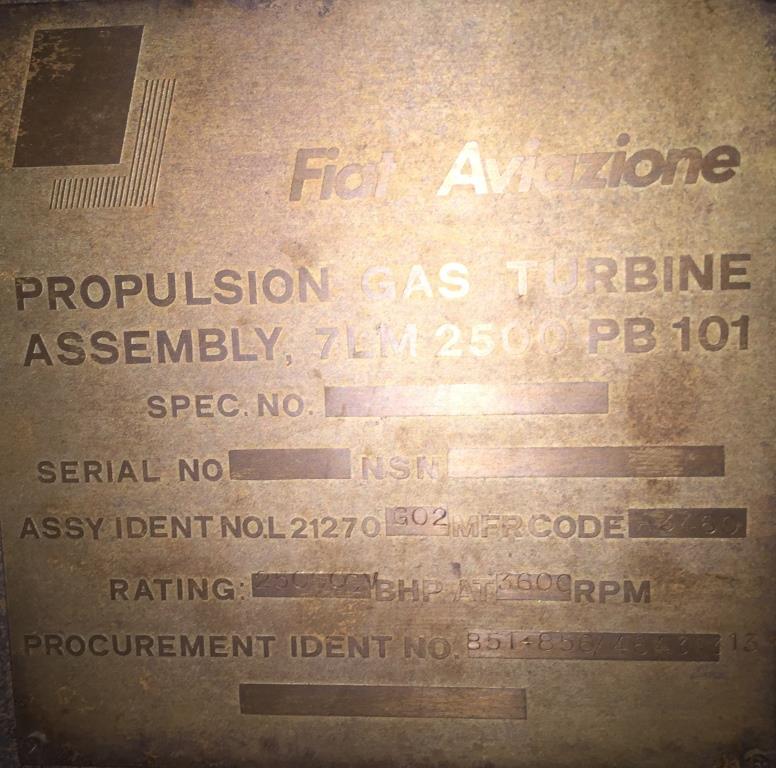 Fiat Aviazione
PROPULSION GAS TURBINE
ASSEMBLY, 7LM 2500 PB 101
SPEC. NO.
SERIAL NO NSN
ASSY IDENT NO.L21270 G02 MFR CODE
RATING: BHP AT 3600 RPM
PROCUREMENT IDENT NO.